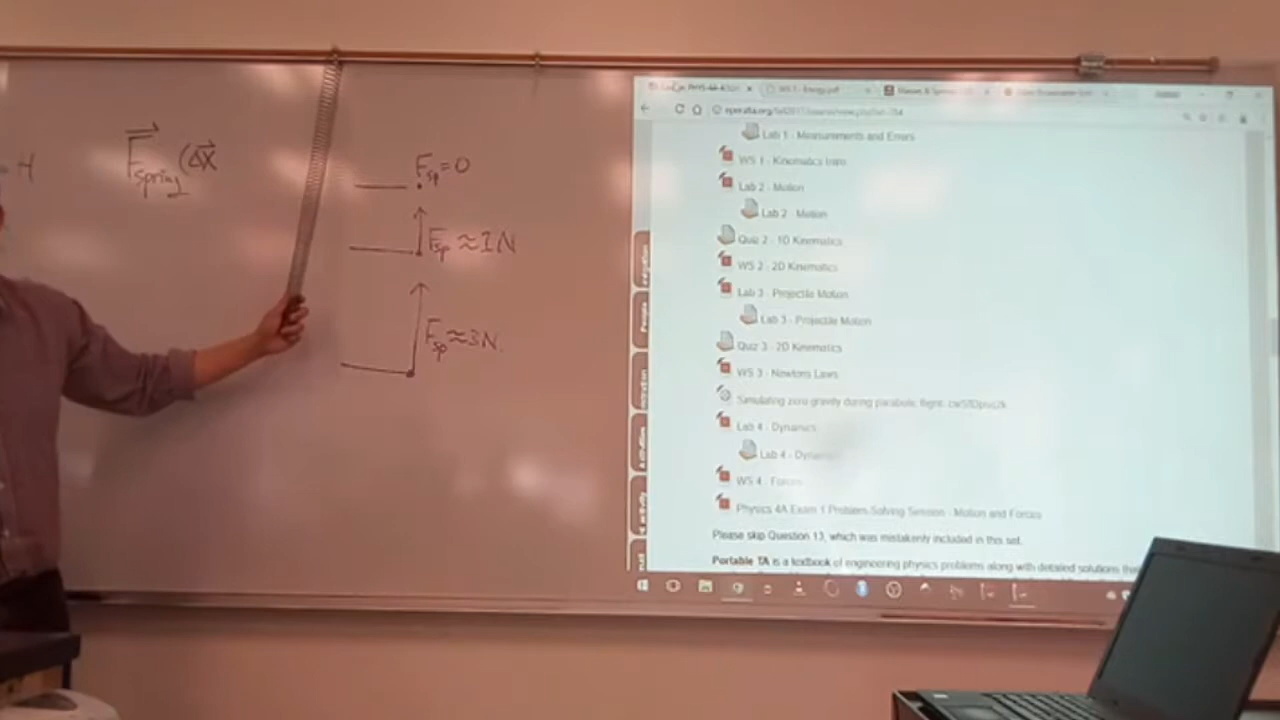 F⃗spring(Δx⃗
Fsp=0
Fsp≈1N
Fsp≈3N
Lab 1 - Measurements and Errors
WS 1 - Kinematics Intro
Lab 2 - Motion
Lab 2 - Motion
Quiz 2 - 1D Kinematics
WS 2 - 2D Kinematics
Lab 3 - Projectile Motion
Lab 3 - Projectile Motion
Quiz 3 - 2D Kinematics
WS 3 - Newtons Laws
Simulating zero gravity during parabolic flight:
Lab 4 - Dynamics
Lab 4 - Dynamics
WS 4 - Forces
Physics 4A Exam 1 Problem-Solving Session - Motion and Forces
Please skip Question 13, which was mistakenly included in this set.
Portable TA is a textbook of engineering physics problems along with detailed solutions